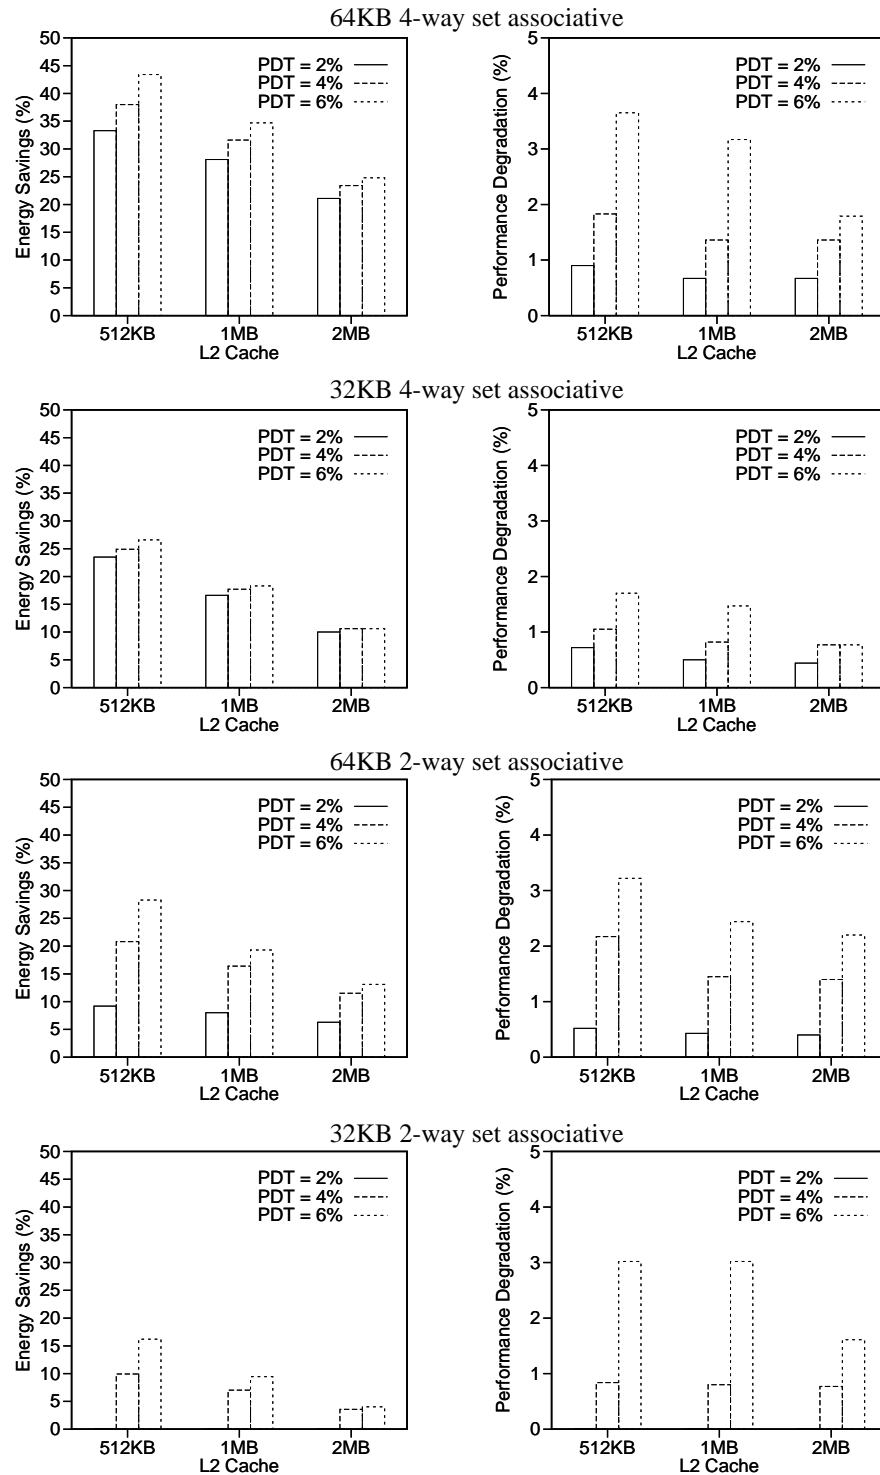 64KB 4-way set associative
Energy Savings (%)
50
45
40
35
30
25
20
15
10
5
0
PDT = 2%
PDT = 4%
PDT = 6%
512KB 1MB 2MB
L2 Cache
Performance Degradation (%)
5
4
3
2
1
0
PDT = 2%
PDT = 4%
PDT = 6%
512KB 1MB 2MB
L2 Cache
32KB 4-way set associative
Energy Savings (%)
50
45
40
35
30
25
20
15
10
5
0
PDT = 2%
PDT = 4%
PDT = 6%
512KB 1MB 2MB
L2 Cache
Performance Degradation (%)
5
4
3
2
1
0
PDT = 2%
PDT = 4%
PDT = 6%
512KB 1MB 2MB
L2 Cache
64KB 2-way set associative
Energy Savings (%)
50
45
40
35
30
25
20
15
10
5
0
PDT = 2%
PDT = 4%
PDT = 6%
512KB 1MB 2MB
L2 Cache
Performance Degradation (%)
5
4
3
2
1
0
PDT = 2%
PDT = 4%
PDT = 6%
512KB 1MB 2MB
L2 Cache
32KB 2-way set associative
Energy Savings (%)
50
45
40
35
30
25
20
15
10
5
0
PDT = 2%
PDT = 4%
PDT = 6%
512KB 1MB 2MB
L2 Cache
Performance Degradation (%)
5
4
3
2
1
0
PDT = 2%
PDT = 4%
PDT = 6%
512KB 1MB 2MB
L2 Cache